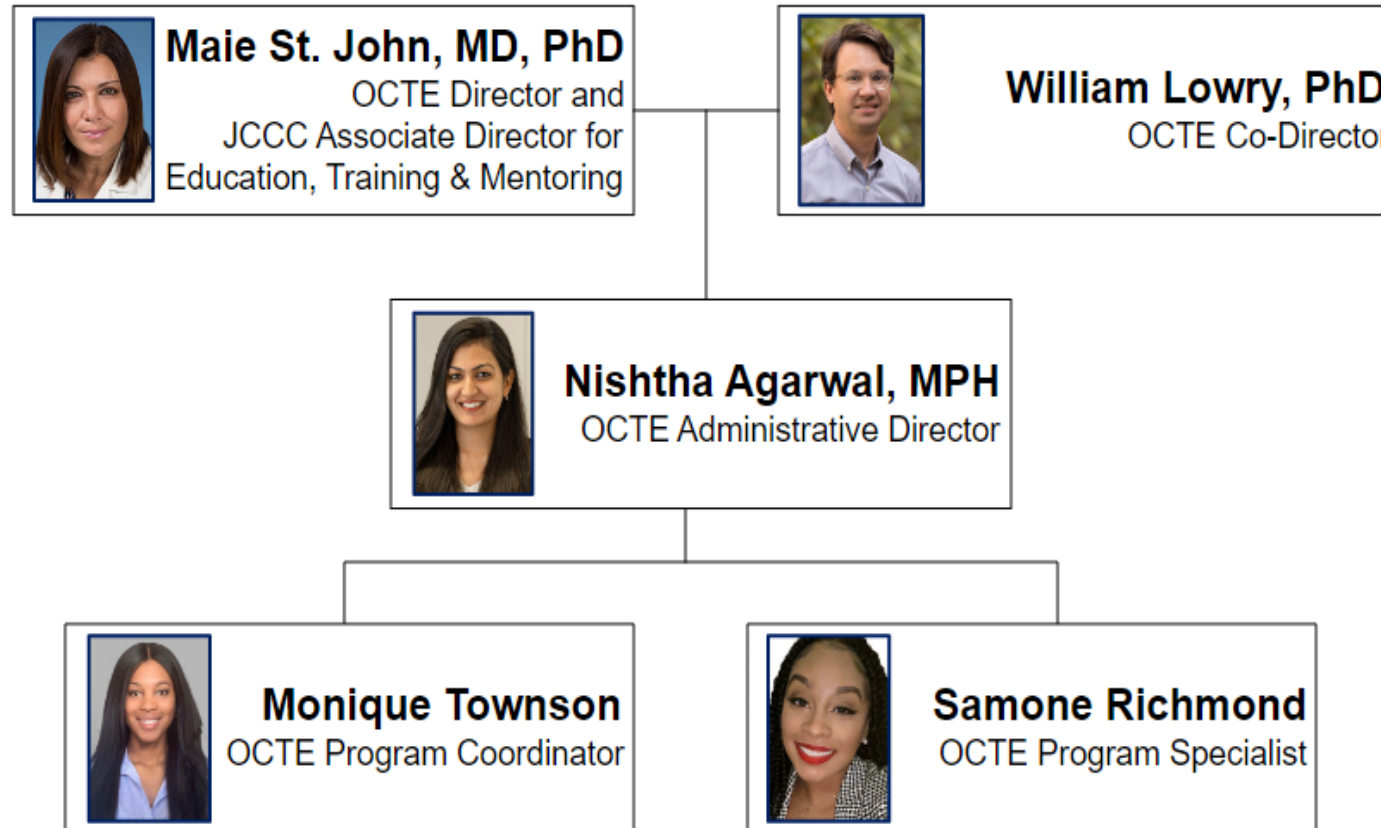 Maie St. John, MD, PhD
OCTE Director and
JCCC Associate Director for
Education, Training & Mentoring
William Lowry, PhD
OCTE Co-Director
Nishtha Agarwal, MPH
OCTE Administrative Director
Monique Townson
OCTE Program Coordinator
Samone Richmond
OCTE Program Specialist